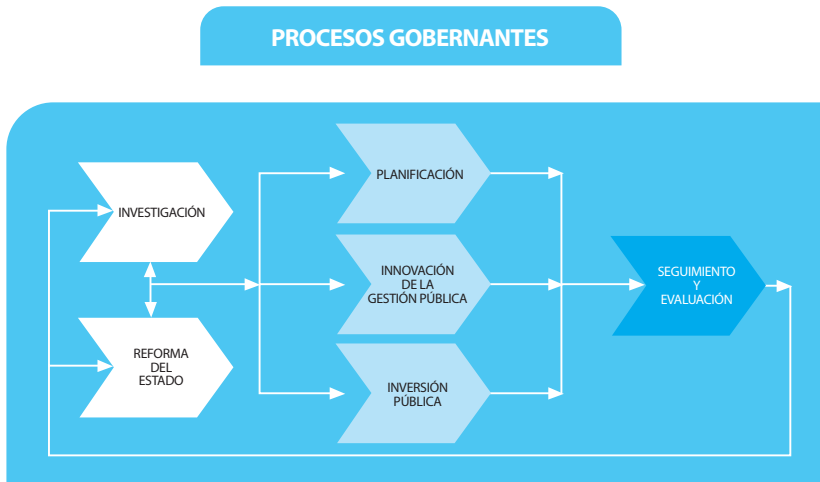 PROCESOS GOBERNANTES
INVESTIGACIÓN
REFORMA
DEL
ESTADO
PLANIFICACIÓN
INNOVACIÓN
DE LA
GESTIÓN PÚBLICA
INVERSIÓN
PÚBLICA
SEGUIMIENTO
Y
EVALUACIÓN